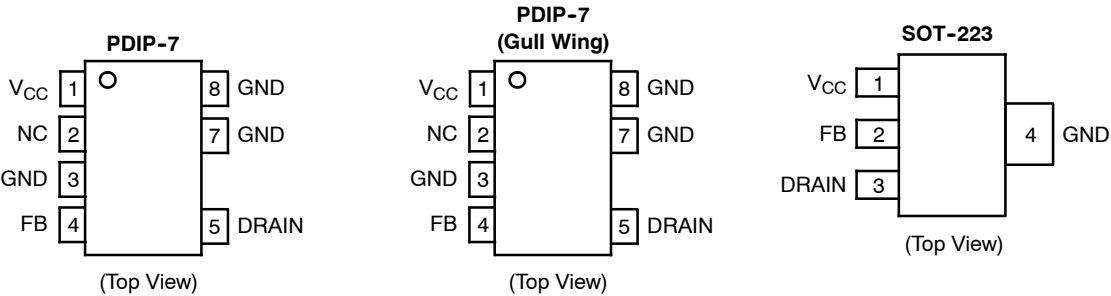 PDIP-7
VCC 1 8 GND
NC 2 7 GND
GND 3
FB 4 5 DRAIN
(Top View)
PDIP-7
(Gull Wing)
VCC 1 8 GND
NC 2 7 GND
GND 3
FB 4 5 DRAIN
(Top View)
SOT-223
VCC 1
FB 2 4 GND
DRAIN 3
(Top View)